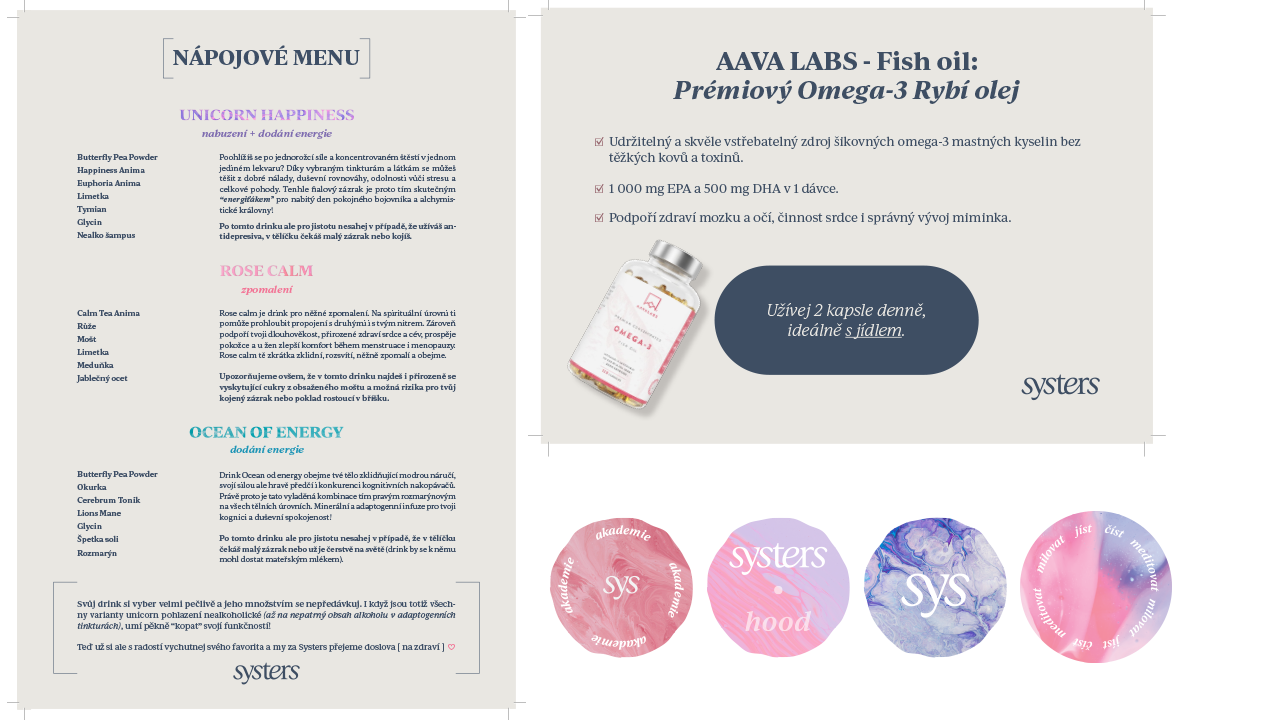 NÁPOJOVÉ MENU
UNICORN HAPPINESS
nabuzení + dodání energie
Butterfly Pea Powder
Happiness Anima
Euphoria Anima
Limetka
Tymian
Glycin
Nealko šampus
Poohlížíš se po jednorožcí síle a koncentrovaném štěstí v jednom
jediném lekvaru? Díky vybraným tinkturám a látkám se můžeš
těšit z dobré nálady, duševní rovnováhy, odolnosti vůči stresu a
celkové pohody. Tenhle fialový zázrak je proto tím skutečným
“energiťákem” pro nabitý den pokojného bojovníka a alchymis-
tické královny!
Po tomto drinku ale pro jistotu nesahej v případě, že užíváš an-
tidepresiva, v tělíčku čekáš malý zázrak nebo kojíš.
ROSE CALM
zpomalení
Calm Tea Anima
Růže
Mošt
Limetka
Meduňka
Jablečný ocet
Rose calm je drink pro něžné zpomalení. Na spirituální úrovni ti
pomůže prohloubit propojení s druhými i s tvým nitrem. Zároveň
podpoří tvoji dlouhověkost, přirozené zdraví srdce a cév, prospěje
pokožce a u žen zlepší komfort během menstruace i menopauzy.
Rose calm tě zkrátka zklidní, rozsvítí, něžně zpomalí a obejme.
Upozorňujeme ovšem, že v tomto drinku najdeš i přirozeně se
vyskytující cukry z obsaženého moštu a možná rizika pro tvůj
kojený zázrak nebo poklad rostoucí v bříšku.
OCEAN OF ENERGY
dodání energie
Butterfly Pea Powder
Okurka
Cerebrum Tonik
Lions Mane
Glycin
Špetka soli
Rozmarýn
Drink Ocean od energy obejme tvé tělo zklidňující modrou náručí,
svojí silou ale hravě předčí i konkurenci kognitivních nakopávačů.
Právě proto je tato vyladěná kombinace tím pravým rozmarýnovým
na všech tělních úrovních. Minerální a adaptogenní infuze pro tvoji
kognici a duševní spokojenost!
Po tomto drinku ale pro jistotu nesahej v případě, že v tělíčku
čekáš malý zázrak nebo už je čerstvě na světě (drink by se k němu
mohl dostat mateřským mlékem).
Svůj drink si vyber velmi pečlivě a jeho množstvím se nepředávkuj. I když jsou totiž všech-
ny varianty unicorn pohlazení nealkoholické (až na nepatrný obsah alkoholu v adaptogenních
tinkturách), umí pěkně “kopat” svojí funkčností!
Teď už si ale s radostí vychutnej svého favorita a my za Systers přejeme doslova [ na zdraví ]
systers
AAVA LABS - Fish oil:
Prémiový Omega-3 Rybí olej
Udržitelný a skvěle vstřebatelný zdroj šikovných omega-3 mastných kyselin bez
těžkých kovů a toxinů.
1 000 mg EPA a 500 mg DHA v 1 dávce.
Podpoří zdraví mozku a očí, činnost srdce i správný vývoj miminka.
AAVALABS
OMEGA-3
FISH OIL
Užívej 2 kapsle denně,
ideálně s jídlem.
systers
akademie
akademie
akademie
akademie
sys
systers
hood
sys
milovat jíst číst meditovat milovat jíst číst meditovat